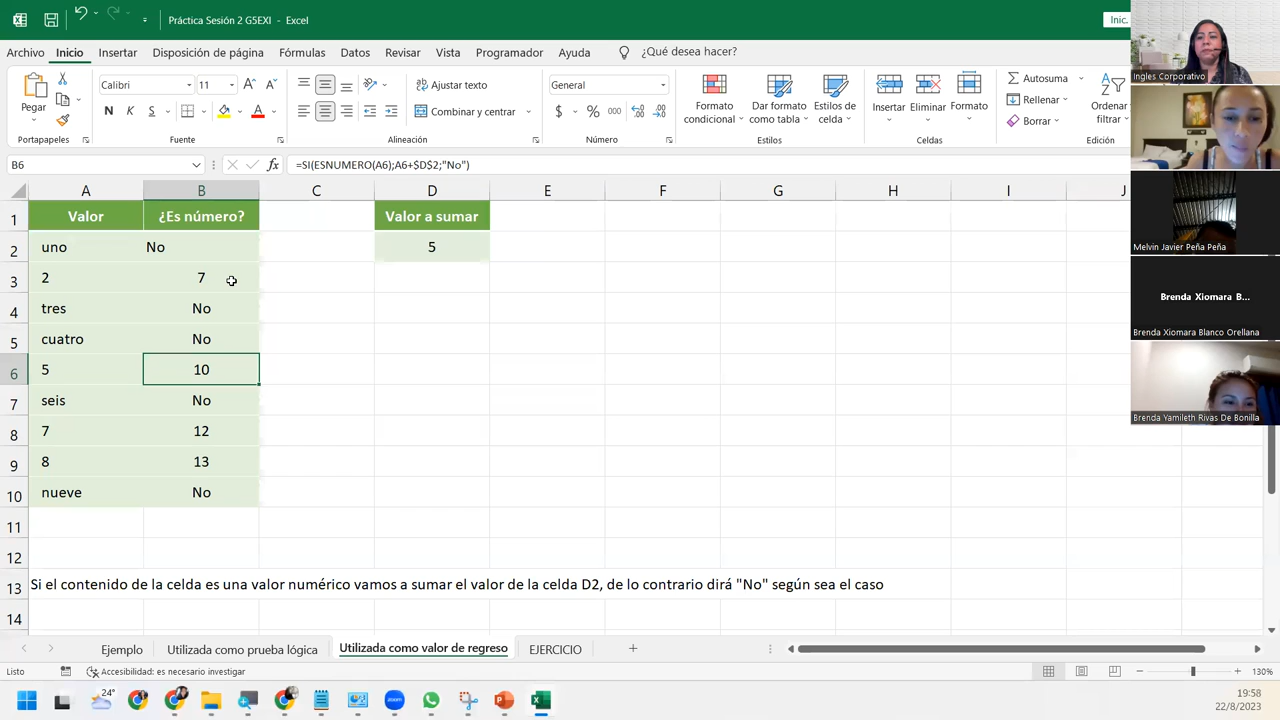 Práctica Sesión 2 G5EXI - Excel
Inic.
Archivo Inicio Insertar Disposición de página Fórmulas Datos Revisar Vista Programador Ayuda ¿Qué desea hacer?
Pegar
Calibri 11
N K S
Ajustar texto
Combinar y centrar
General
$ % 000
Formato condicional
Dar formato como tabla
Estilos de celda
Insertar Eliminar Formato
Autosuma
Rellenar
Borrar
Ordenar
filtrar
Portapapeles Fuente Alineación Número Estilos Celdas Edición
B6 fx =SI(ESNUMERO(A6);A6+$D$2;"No")
A B C D E F G H I J
1 Valor ¿Es número? Valor a sumar
2 uno No 5
3 2 7
4 tres No
5 cuatro No
6 5 10
7 seis No
8 7 12
9 8 13
10 nueve No
11
12
13 Si el contenido de la celda es una valor numérico vamos a sumar el valor de la celda D2, de lo contrario dirá "No" según sea el caso
14
Ejemplo Utilizada como prueba lógica Utilizada como valor de regreso EJERCICIO
Listo Accesibilidad: es necesario investigar 130%
24°
zoom
19:58
22/8/2023
Ingles Corporativo
Melvin Javier Peña Peña
Brenda Xiomara B...
Brenda Xiomara Blanco Orellana
Brenda Yamileth Rivas De Bonilla